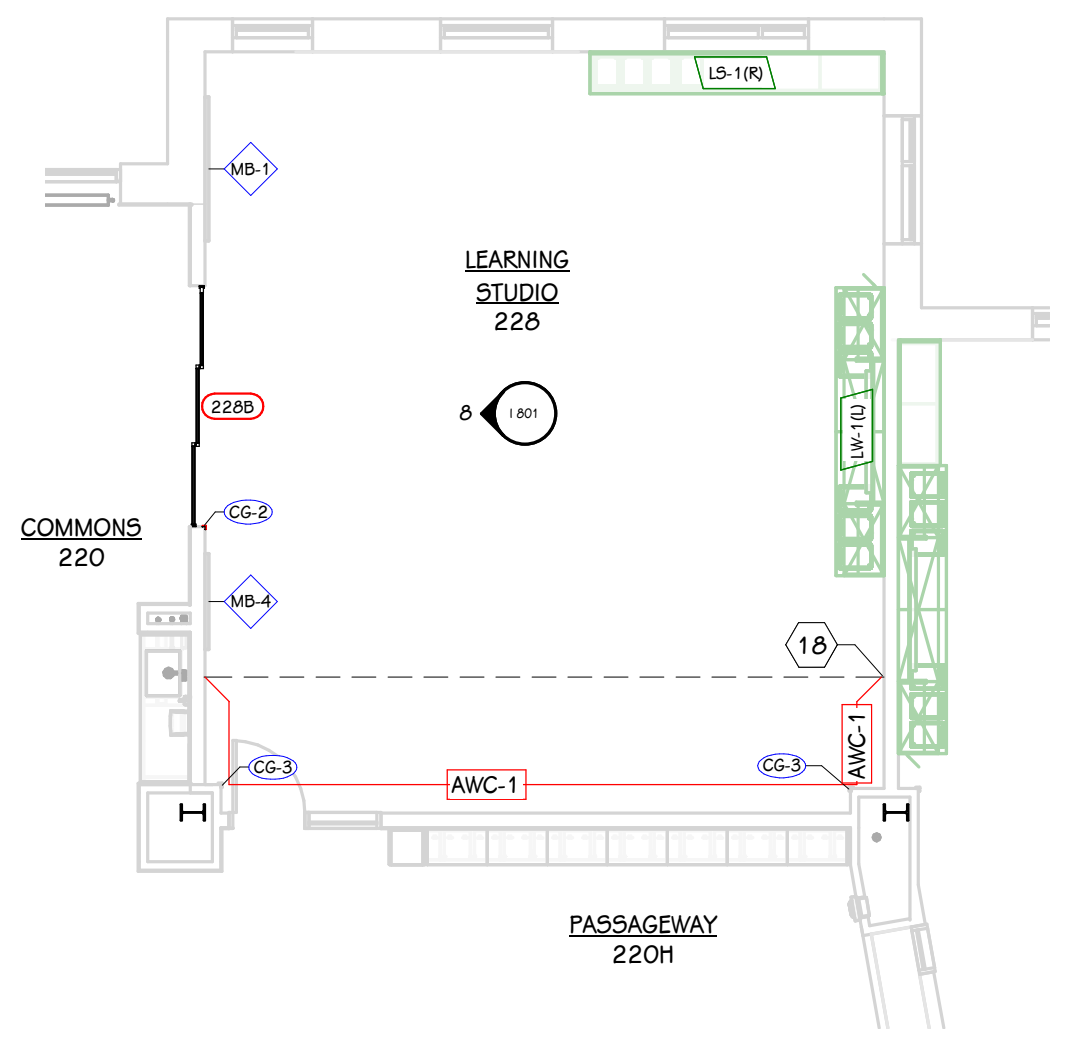 LS-1(R)
MB-1
LEARNING
STUDIO
228
228B
8
1801
LW-1(L)
CG-2
COMMONS
220
MB-4
18
AWC-1
CG-3
CG-3
AWC-1
PASSAGEWAY
220H